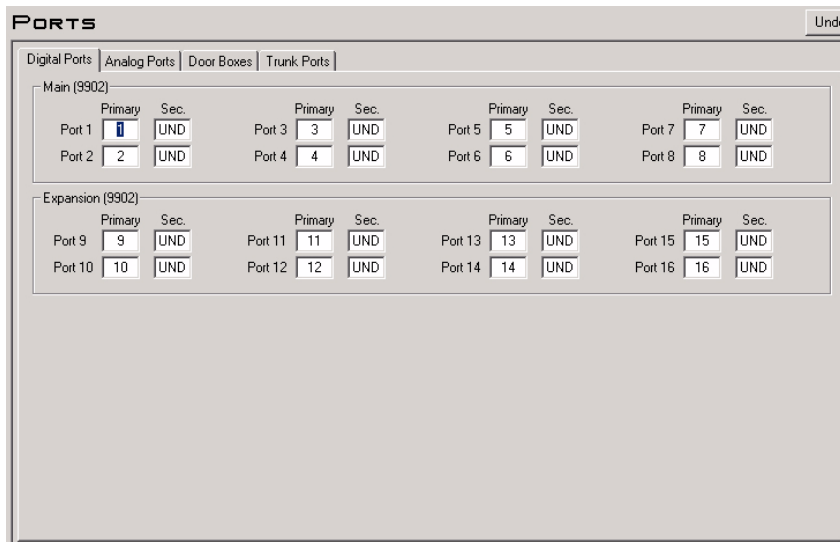 PORTS
Digital Ports Analog Ports Door Boxes Trunk Ports
Main (9902)
Primary Sec. Primary Sec. Primary Sec. Primary Sec.
Port 1 1 UND Port 3 3 UND Port 5 5 UND Port 7 7 UND
Port 2 2 UND Port 4 4 UND Port 6 6 UND Port 8 8 UND
Expansion (9902)
Primary Sec. Primary Sec. Primary Sec. Primary Sec.
Port 9 9 UND Port 11 11 UND Port 13 13 UND Port 15 15 UND
Port 10 10 UND Port 12 12 UND Port 14 14 UND Port 16 16 UND